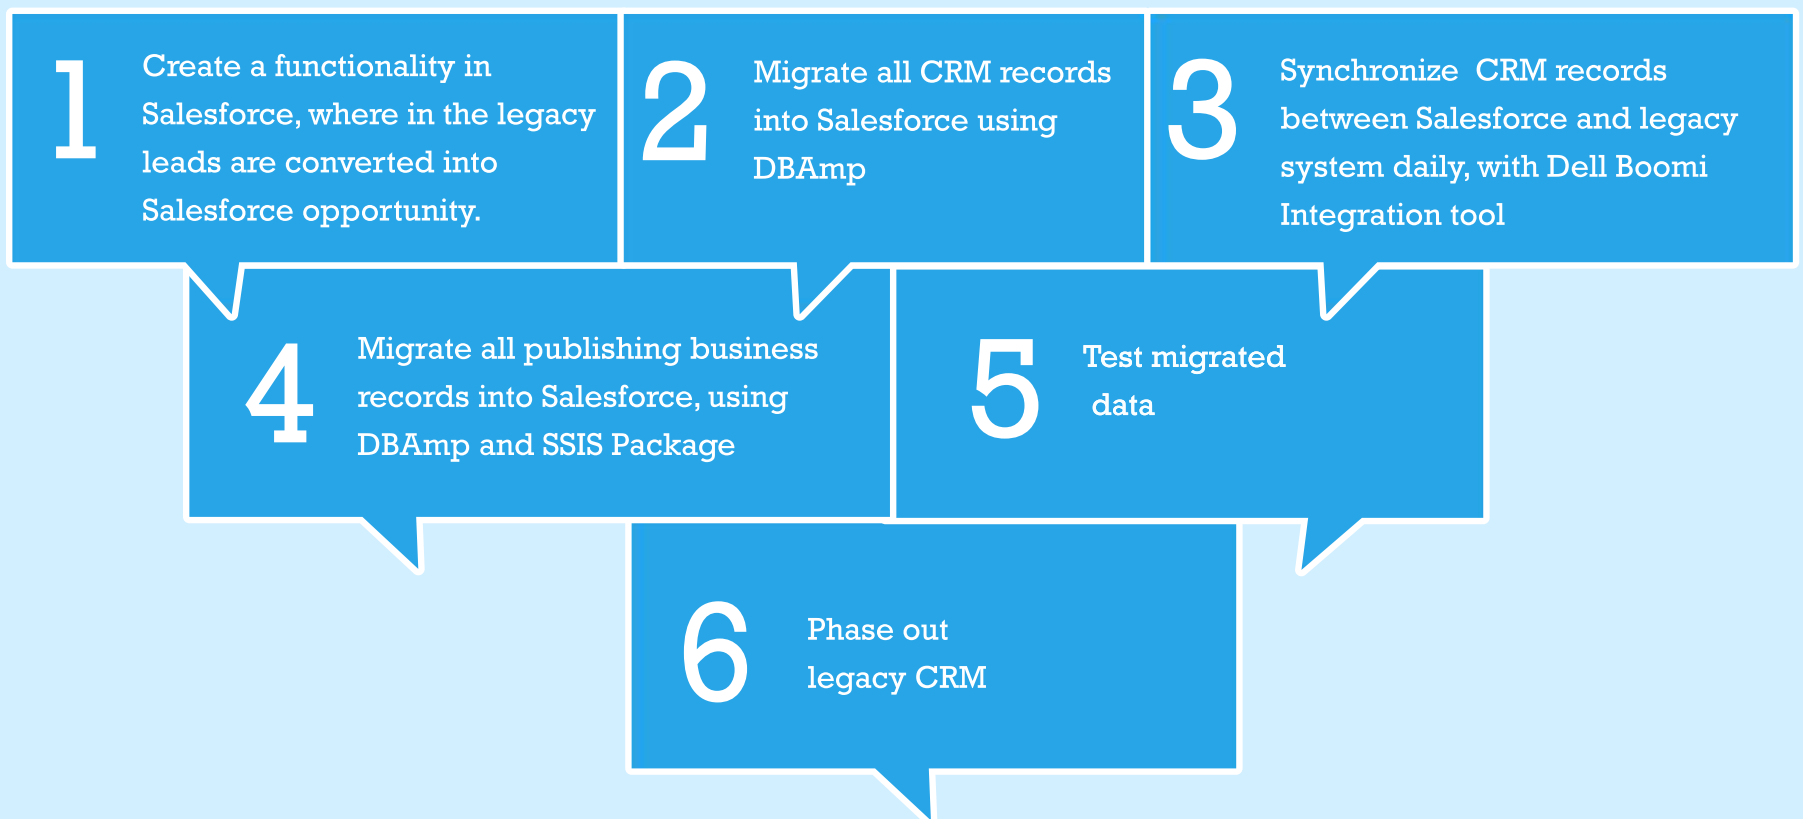 1
Create a functionality in
Salesforce, where in the legacy
leads are converted into
Salesforce opportunity.
2
Migrate all CRM records
into Salesforce using
DBAmp
3
Synchronize CRM records
between Salesforce and legacy
system daily, with Dell Boomi
Integration tool
4
Migrate all publishing business
records into Salesforce, using
DBAmp and SSIS Package
5
Test migrated
data
6
Phase out
legacy CRM